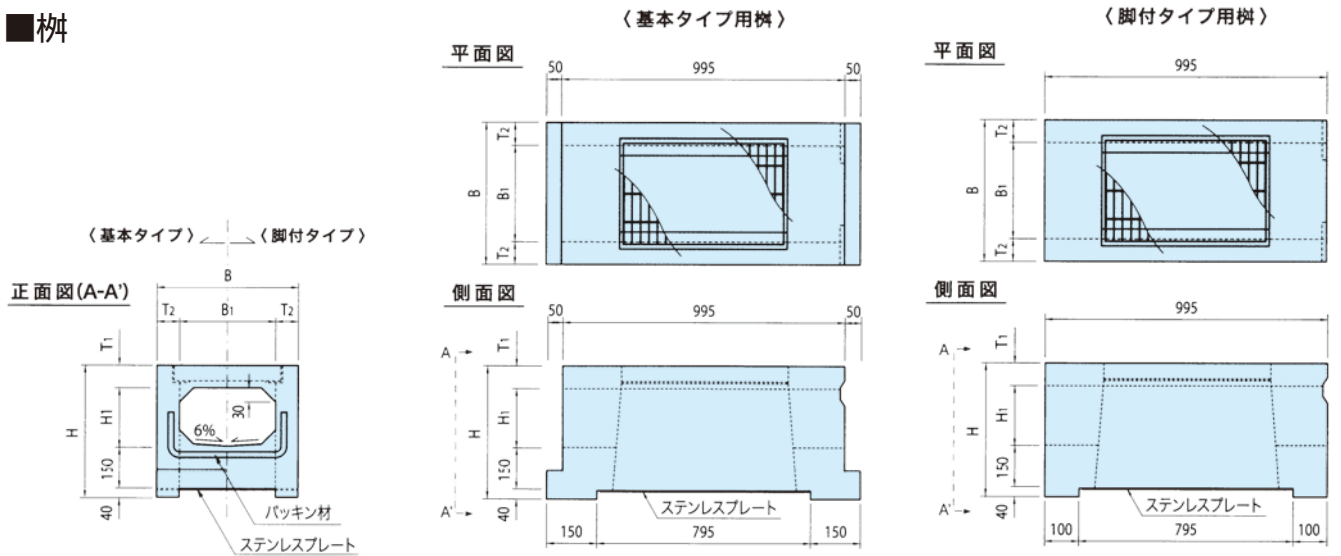 ■桝
〈基本タイプ用桝〉
〈脚付タイプ用桝〉
平面図
50 995 50
T2
B B1
T2
平面図
995
T2
B B1
T2
〈基本タイプ〉 〈脚付タイプ〉
正面図(A-A')
B
T2 B1 T2
T1
H H1
30
6%
150
40
パッキン材
ステンレスプレート
側面図
50 995 50
A
T1
H H1
150
A'
40
ステンレスプレート
150 795 150
側面図
995
A
T1
H H1
150
A'
40
ステンレスプレート
100 795 100